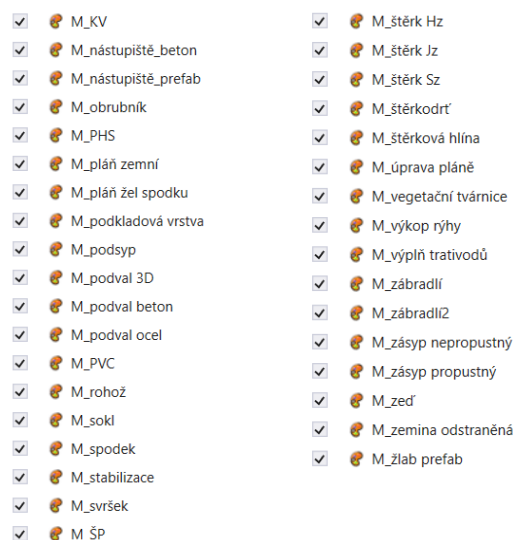 M_KV
M_nástupiště_beton
M_nástupiště_prefab
M_obrubník
M_PHS
M_pláň zemní
M_pláň žel spodku
M_podkladová vrstva
M_podsyp
M_podval 3D
M_podval beton
M_podval ocel
M_PVC
M_rohož
M_sokl
M_spodek
M_stabilizace
M_svršek
M_ŠP
M_štěrk Hz
M_štěrk Jz
M_štěrk Sz
M_štěrkodrť
M_štěrková hlína
M_úprava pláně
M_vegetační tvárnice
M_výkop rýhy
M_výplň trativodů
M_zábradlí
M_zábradlí2
M_zásyp nepropustný
M_zásyp propustný
M_zeď
M_zemina odstraněná
M_žlab prefab